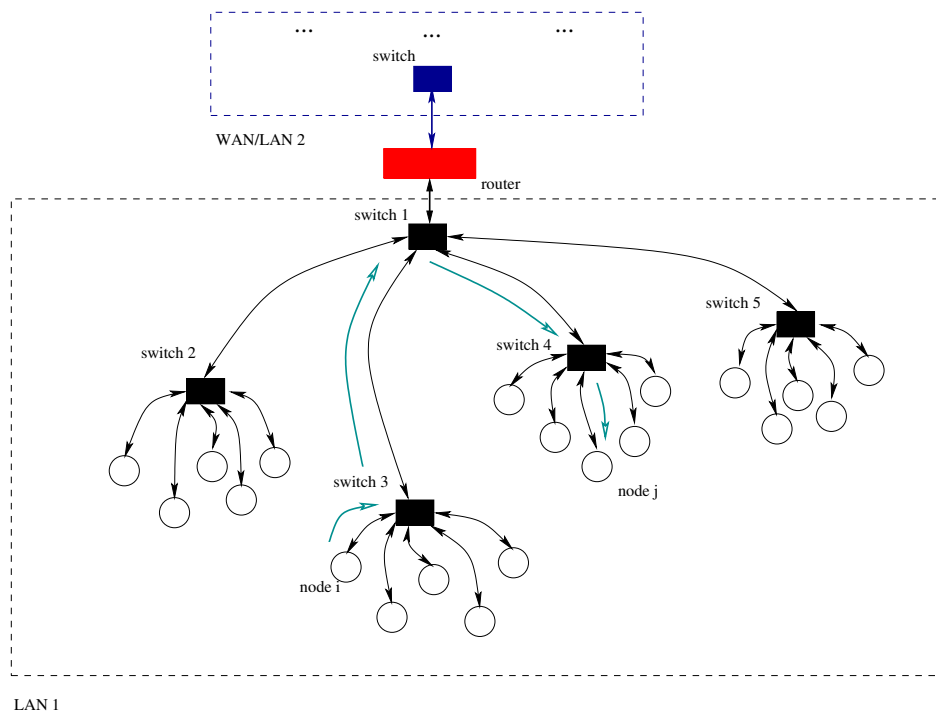 ... ... ...
switch
WAN/LAN 2
router
switch 1
switch 5
switch 4
switch 2
switch 3
node j
node i
LAN 1